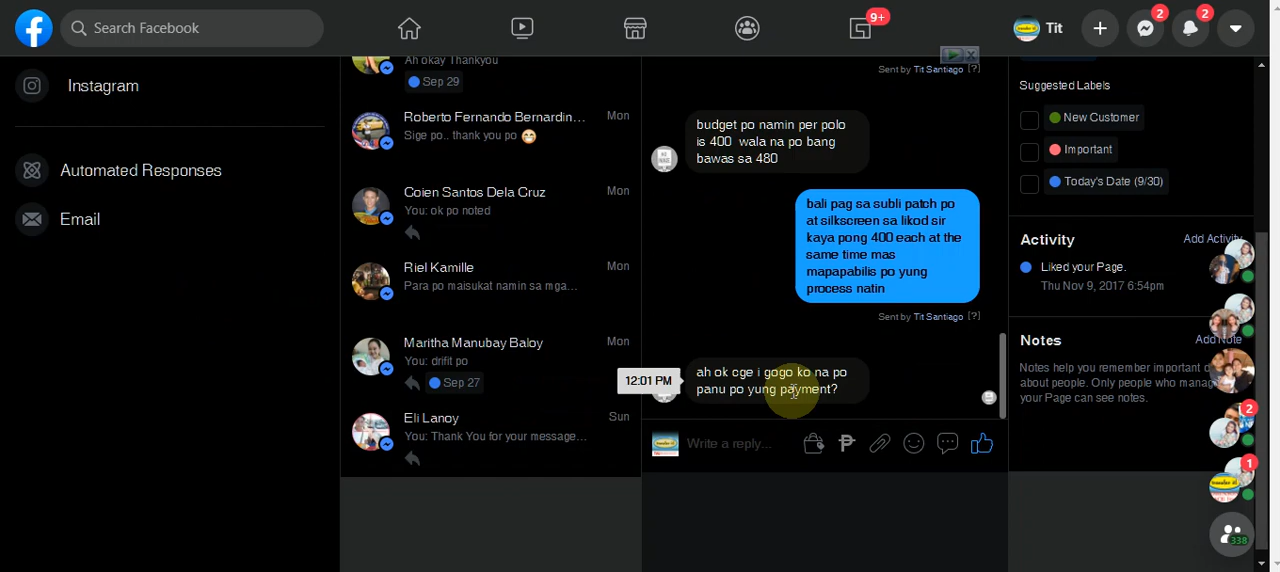 Search Facebook
9+
Tit
2
2
Instagram
Automated Responses
Email
Ah okay Thankyou
Sep 29
Roberto Fernando Bernardin...
Mon
Sige po.. thank you po 😁
Goien Santos Dela Cruz
Mon
You: ok po noted
Riel Kamille
Mon
Para po maisukat namin sa mga...
Maritha Manubay Baloy
Mon
You: drifit po
Sep 27
Eli Lanoy
Sun
You: Thank You for your message...
Sent by Tit Santiago [?]
budget po namin per polo
is 400 wala na po bang
bawas sa 480
bali pag sa subli patch po
at silkscreen sa likod sir
kaya pong 400 each at the
same time mas
mapapabilis po yung
process natin
Sent by Tit Santiago [?]
12:01 PM
ah ok cge i gogo ko na po
panu po yung payment?
Write a reply...
Suggested Labels
New Customer
Important
Today's Date (9/30)
Activity
Add Activity
Liked your Page.
Thu Nov 9, 2017 6:54pm
Notes
Add Note
Notes help you remember important
about people. Only people who manag
your Page can see notes.
2
1
338